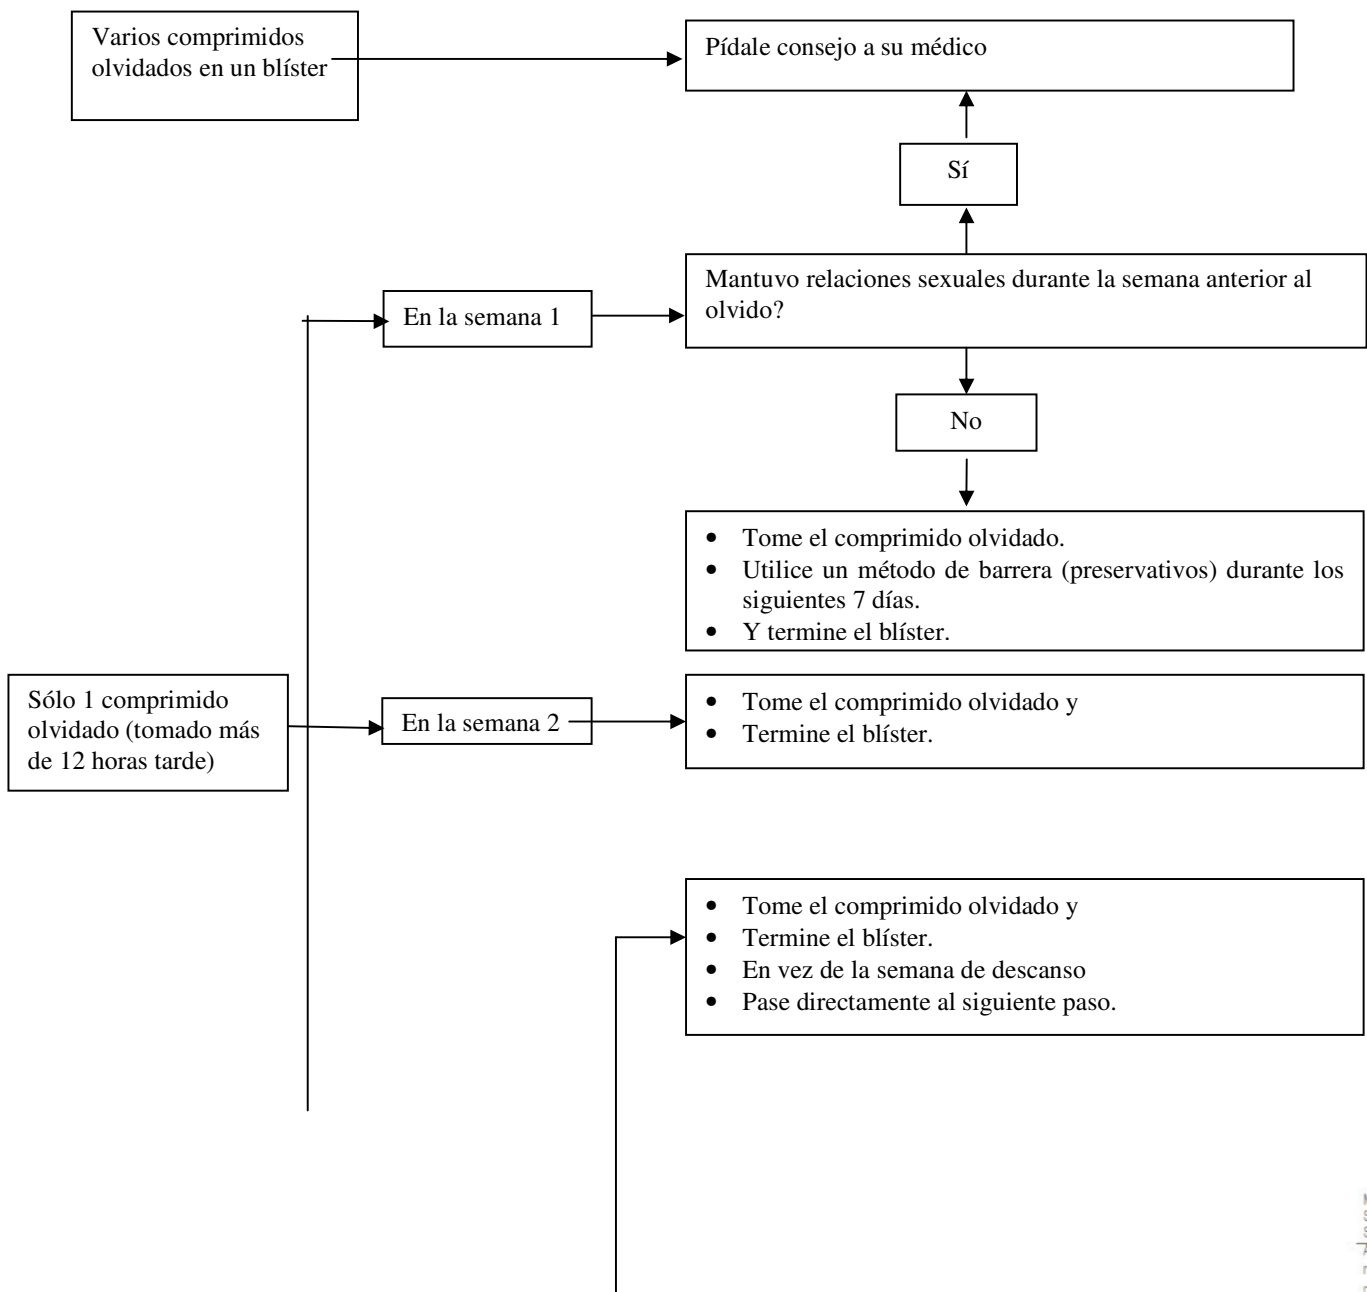 Varios comprimidos
olvidados en un blíster
Pídale consejo a su médico
Sí
Mantuvo relaciones sexuales durante la semana anterior al
olvido?
En la semana 1
No
• Tome el comprimido olvidado.
• Utilice un método de barrera (preservativos) durante los
siguientes 7 días.
• Y termine el blíster.
Sólo 1 comprimido
olvidado (tomado más
de 12 horas tarde)
En la semana 2
• Tome el comprimido olvidado y
• Termine el blíster.
• Tome el comprimido olvidado y
• Termine el blíster.
• En vez de la semana de descanso
• Pase directamente al siguiente paso.